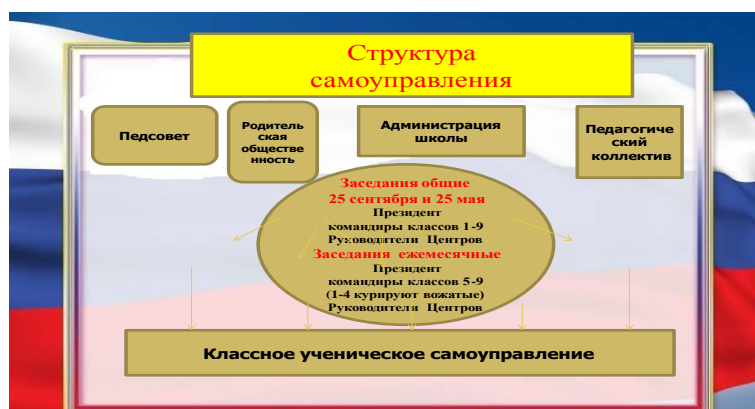 Структура
самоуправления
Педсовет
Родитель
ская
обществе
нность
Администрация
школы
Педагогиче
ский
коллектив
Заседания общие
25 сентября и 25 мая
Президент
командиры классов 1-9
Руководители Центров
Заседания ежемесячные
Президент
командиры классов 5-9
(1-4 курируют вожатые)
Руководители Центров
Классное ученическое самоуправление